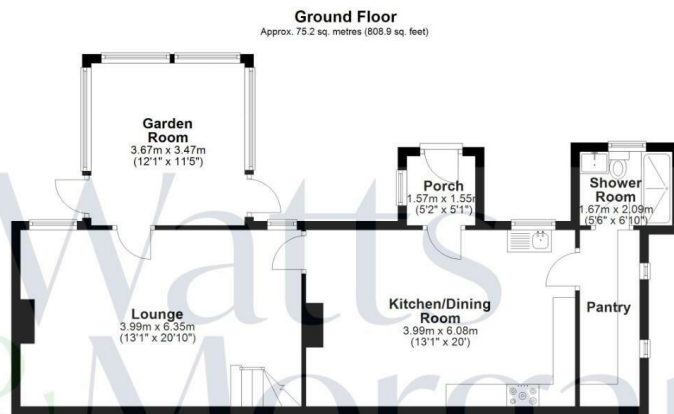 Ground Floor
Approx. 75.2 sq. metres (808.9 sq. feet)
Garden
Room
3.67m x 3.47m
(12'1" x 11'5")
Porch
1.57m x 1.55m
(5'2" x 5'1")
Shower
Room
1.67m x 2.09m
(5'6" x 6'10")
Lounge
3.99m x 6.35m
(13'1" x 20'10")
Kitchen/Dining
Room
3.99m x 6.08m
(13'1" x 20')
Pantry
Watts
& Morgan